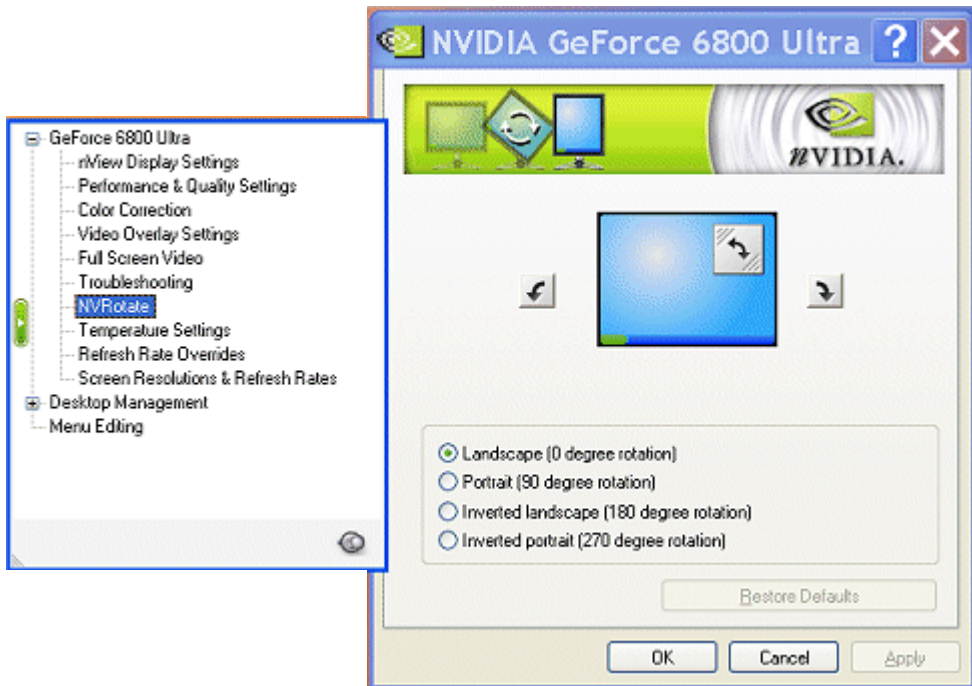 NVIDIA GeForce 6800 Ultra
nVIDIA.
GeForce 6800 Ultra
nView Display Settings
Performance & Quality Settings
Color Correction
Video Overlay Settings
Full Screen Video
Troubleshooting
NVRotate
Temperature Settings
Refresh Rate Overrides
Screen Resolutions & Refresh Rates
Desktop Management
Menu Editing
Landscape (0 degree rotation)
Portrait (90 degree rotation)
Inverted landscape (180 degree rotation)
Inverted portrait (270 degree rotation)
Restore Defaults
OK Cancel Apply